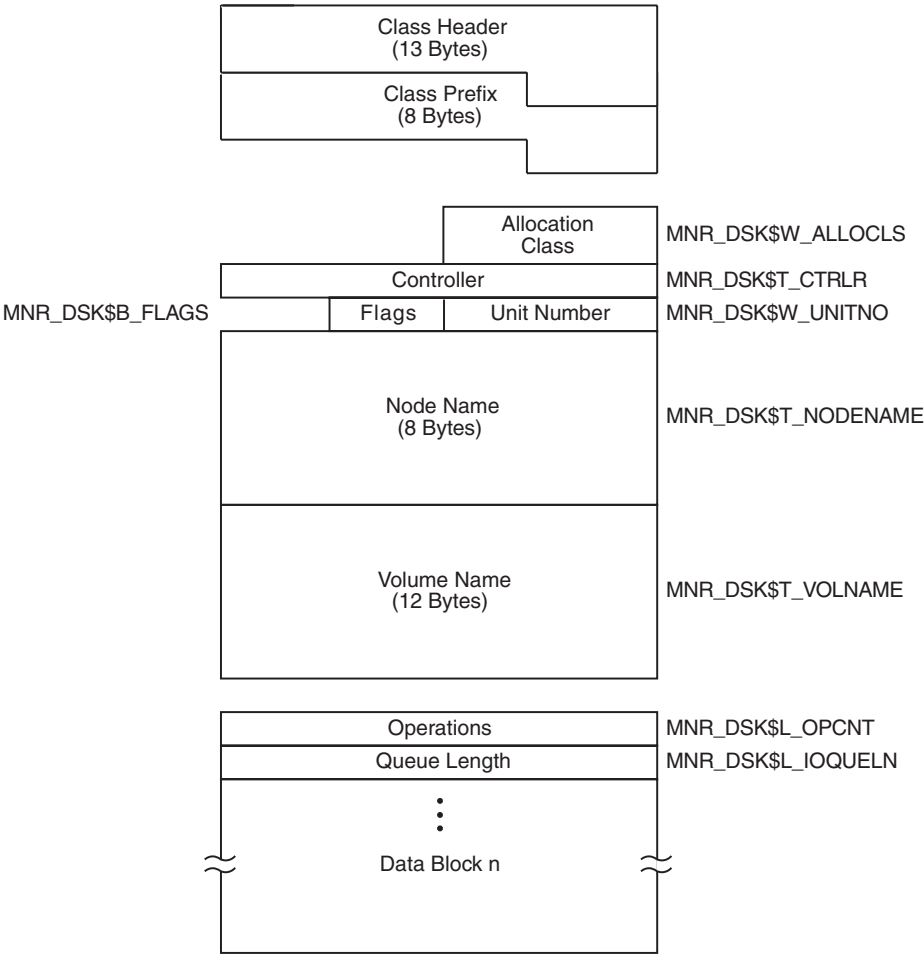 Class Header
(13 Bytes)
Class Prefix
(8 Bytes)
Allocation
Class
MNR_DSK$W_ALLOCLS
Controller
MNR_DSK$T_CTRLR
MNR_DSK$B_FLAGS
Flags
Unit Number
MNR_DSK$W_UNITNO
Node Name
(8 Bytes)
MNR_DSK$T_NODENAME
Volume Name
(12 Bytes)
MNR_DSK$T_VOLNAME
Operations
MNR_DSK$L_OPCNT
Queue Length
MNR_DSK$L_IOQUELN
Data Block n